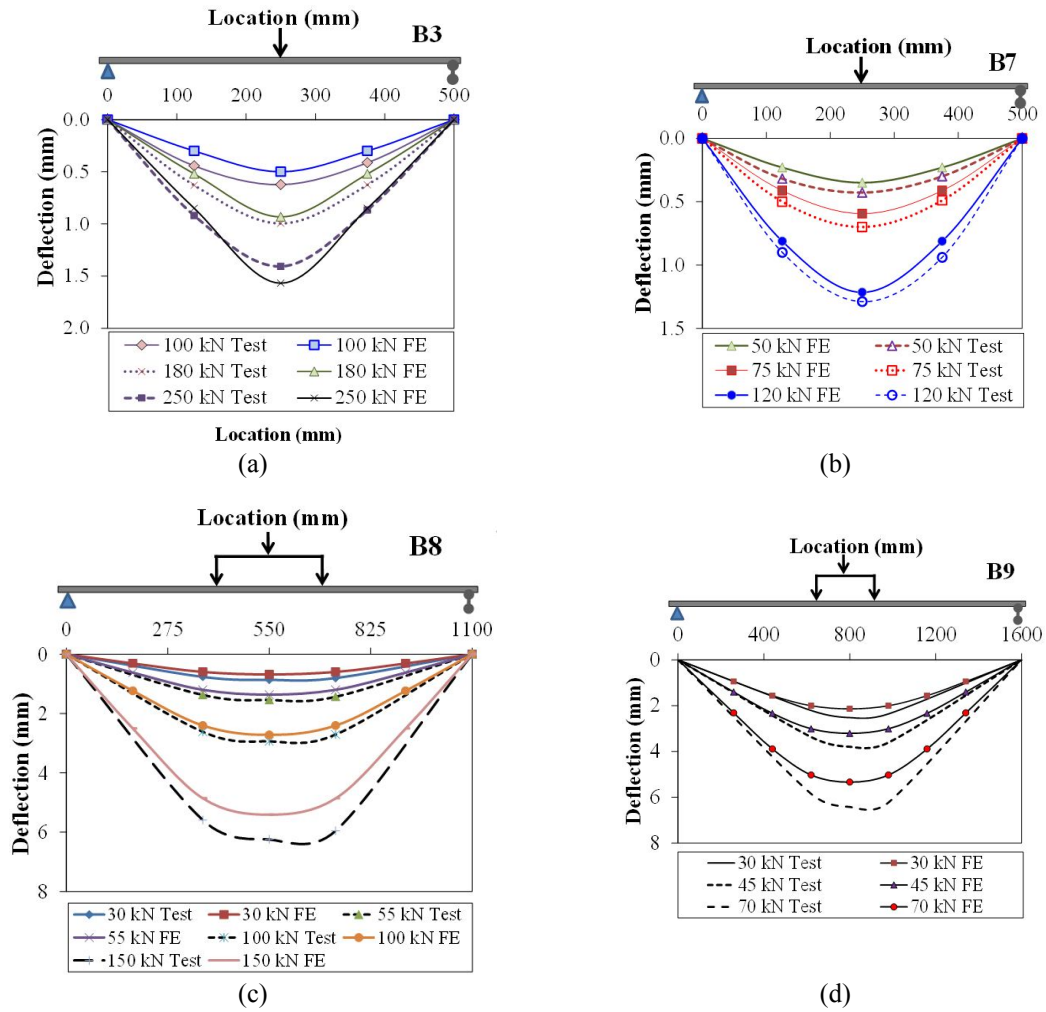 Location (mm)
B3
0 100 200 300 400 500
0.0
0.5
1.0
1.5
2.0
Deflection (mm)
100 kN Test 100 kN FE
180 kN Test 180 kN FE
250 kN Test 250 kN FE
Location (mm)
(a)
Location (mm)
B7
0 100 200 300 400 500
0.0
0.5
1.0
1.5
Deflection (mm)
50 kN FE 50 kN Test
75 kN FE 75 kN Test
120 kN FE 120 kN Test
(b)
Location (mm)
B8
0 275 550 825 1100
0
2
4
6
8
Deflection (mm)
30 kN Test 30 kN FE 55 kN Test
55 kN FE 100 kN Test 100 kN FE
150 kN Test 150 kN FE
(c)
Location (mm)
B9
0 400 800 1200 1600
0
2
4
6
8
Deflection (mm)
30 kN Test 30 kN FE
45 kN Test 45 kN FE
70 kN Test 70 kN FE
(d)